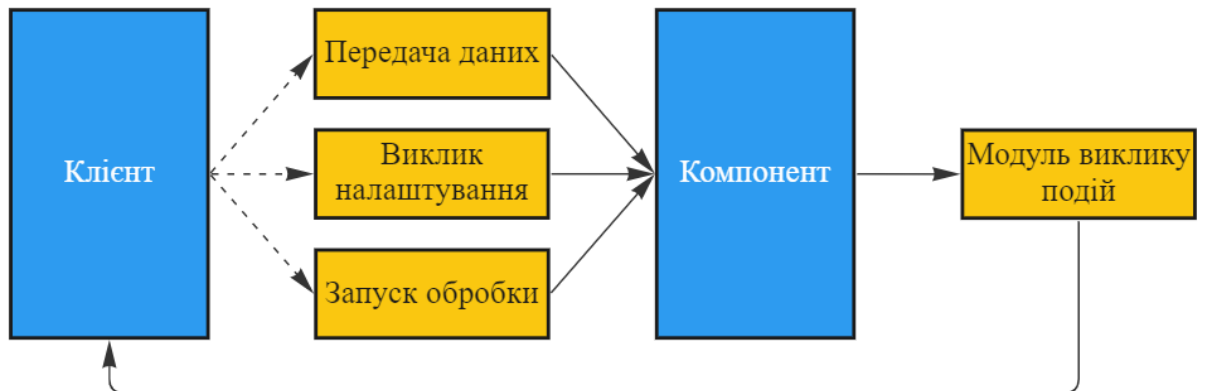 Передача даних
Клієнт
Виклик
налаштування
Компонент
Модуль виклику
подій
Запуск обробки